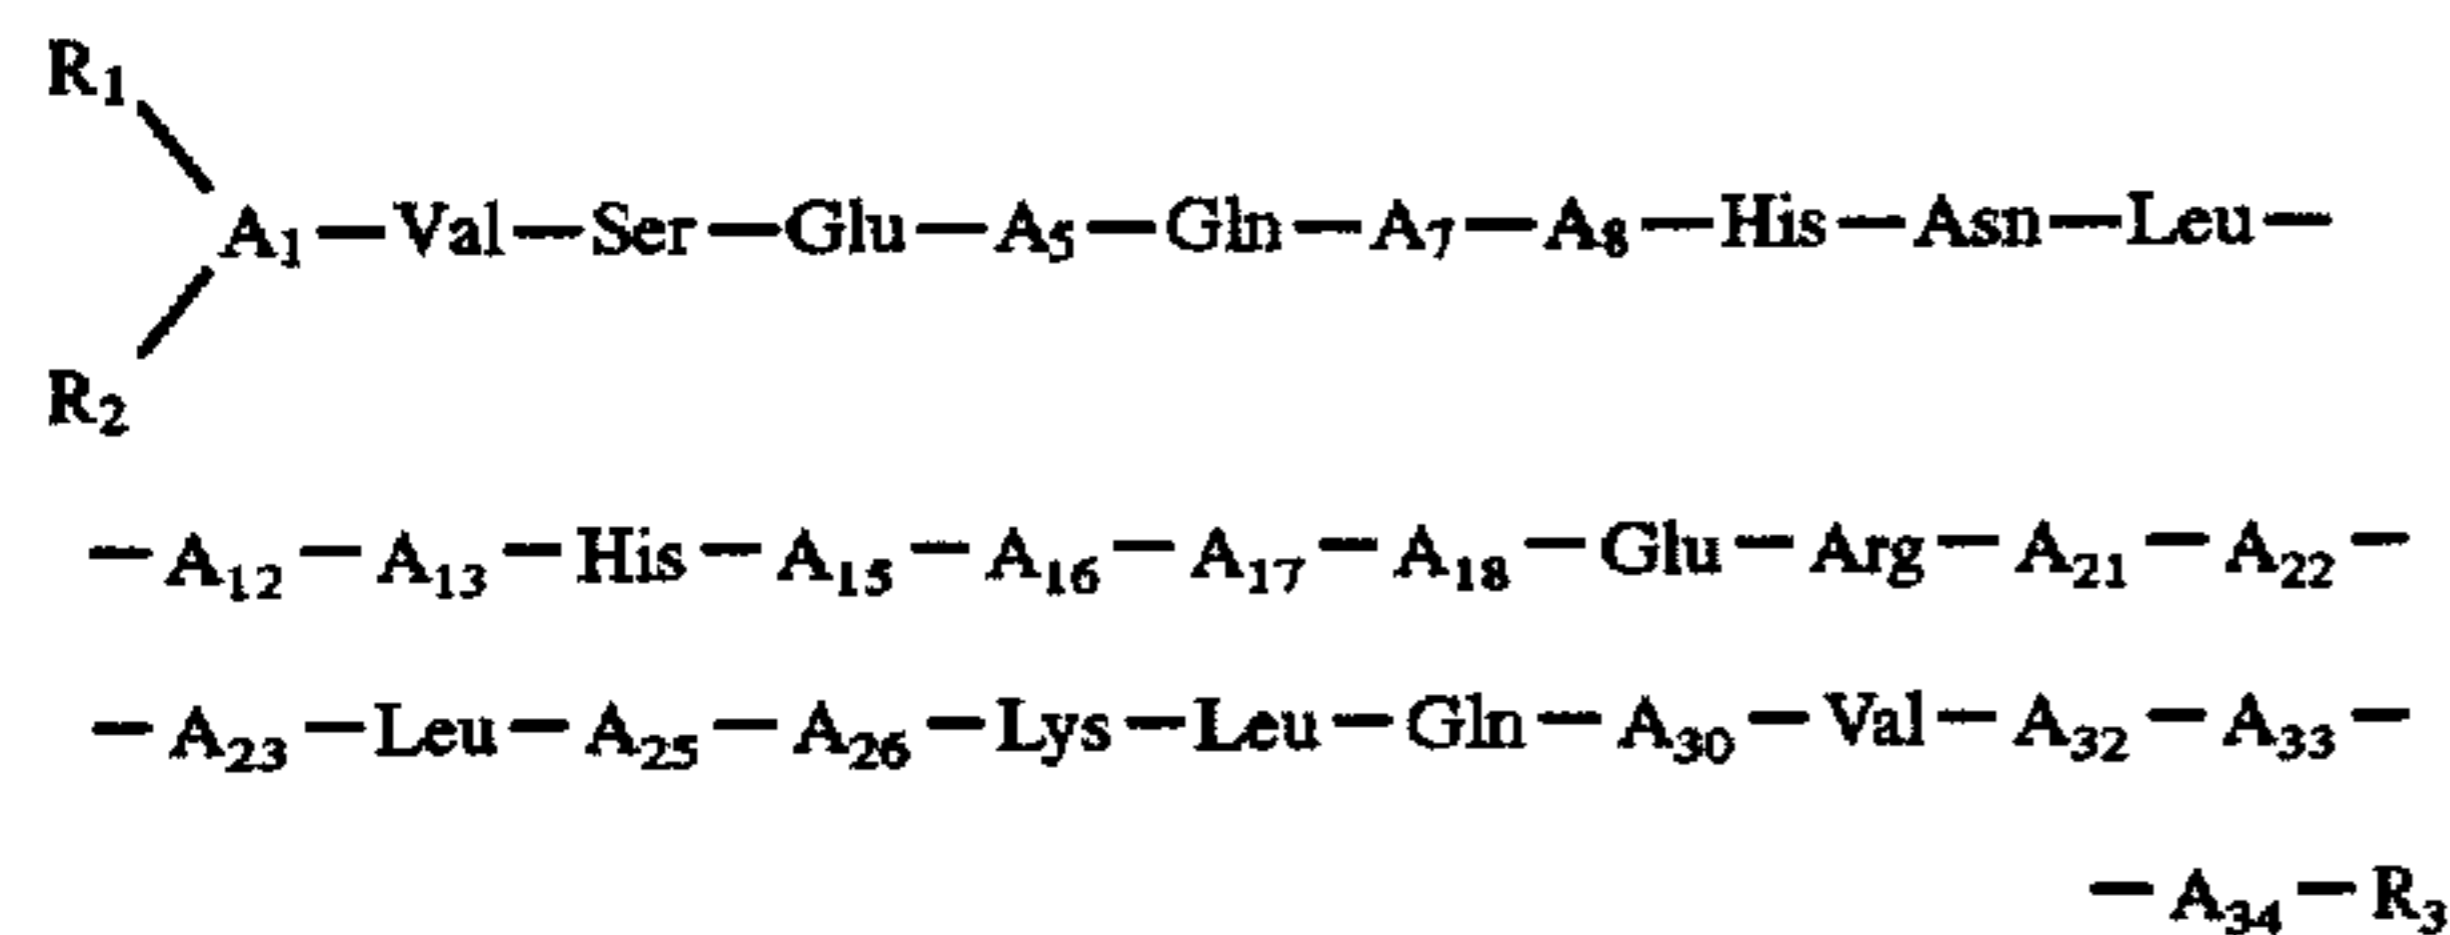 R₁
A₁—Val—Ser—Glu—A₅—Gln—A₇—A₈—His—Asn—Leu—
R₂
—A₁₂—A₁₃—His—A₁₅—A₁₆—A₁₇—A₁₈—Glu—Arg—A₂₁—A₂₂—
—A₂₃—Leu—A₂₅—A₂₆—Lys—Leu—Gln—A₃₀—Val—A₃₂—A₃₃—
—A₃₄—R₃